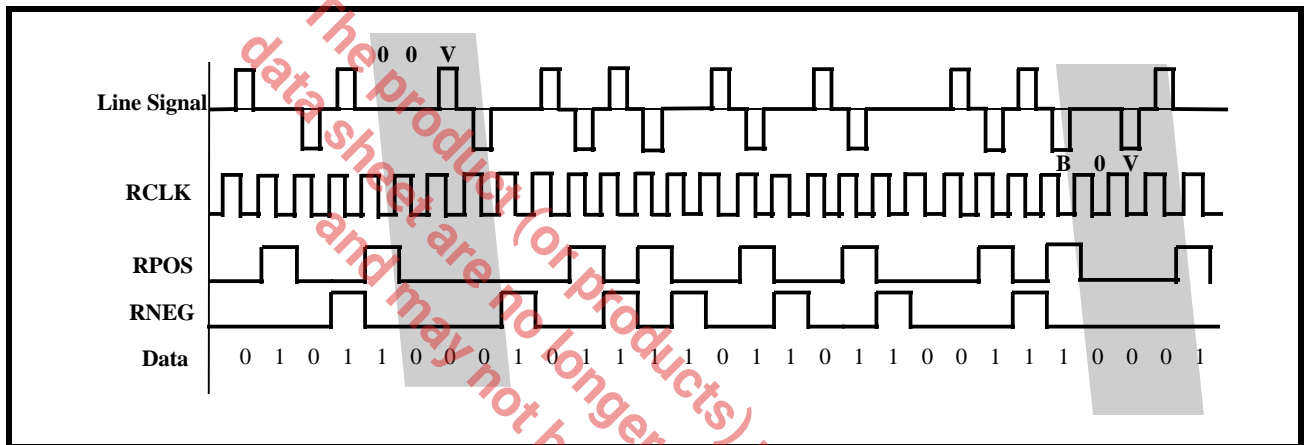 0 0 V
Line Signal
B 0 V
RCLK
RPOS
RNEG
Data 0 1 0 1 1 0 0 0 1 0 1 1 1 1 0 1 1 0 1 1 0 0 1 1 1 0 0 0 1
The product (or products)
data sheet are no longer
and may not